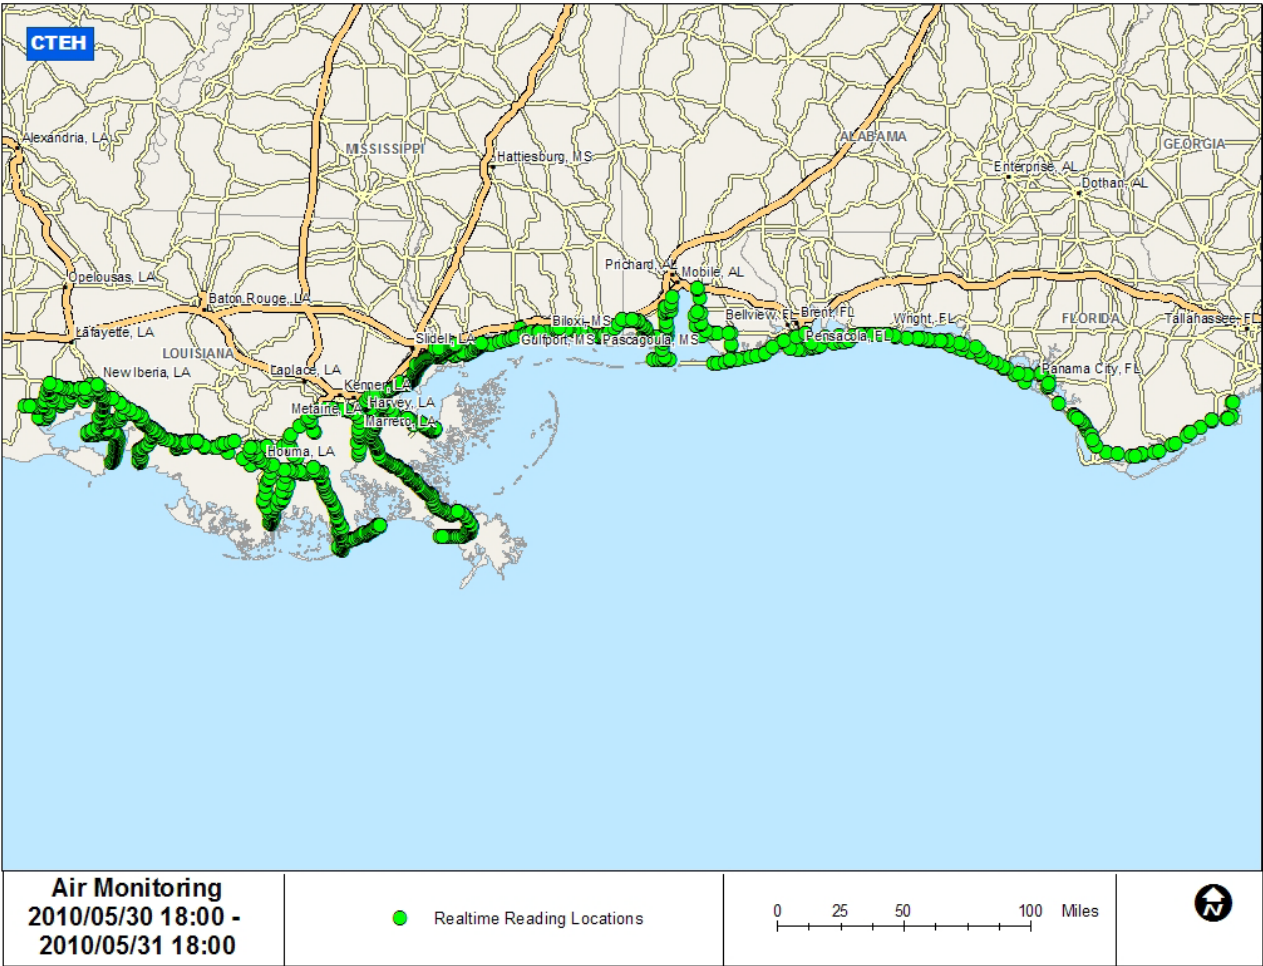 CTEH
Alexandria, LA
MISSISSIPPI
Hattiesburg, MS
ALABAMA
GEORGIA
Enterprise, AL
Dothan, AL
Opelousas, LA
Prichard, AL
Mobile, AL
Baton Rouge, LA
Lafayette, LA
Slidell, LA
Biloxi, MS
Gulfport, MS
Pascagoula, MS
Bellview, FL
Brent, FL
Pensacola, FL
Wright, FL
FLORIDA
Tallahassee, FL
LOUISIANA
Laplace, LA
New Iberia, LA
Kenner, LA
Metairie, LA
Harvey, LA
Marrero, LA
Panama City, FL
Houma, LA
Air Monitoring
2010/05/30 18:00 -
2010/05/31 18:00
Realtime Reading Locations
0 25 50 100 Miles
N